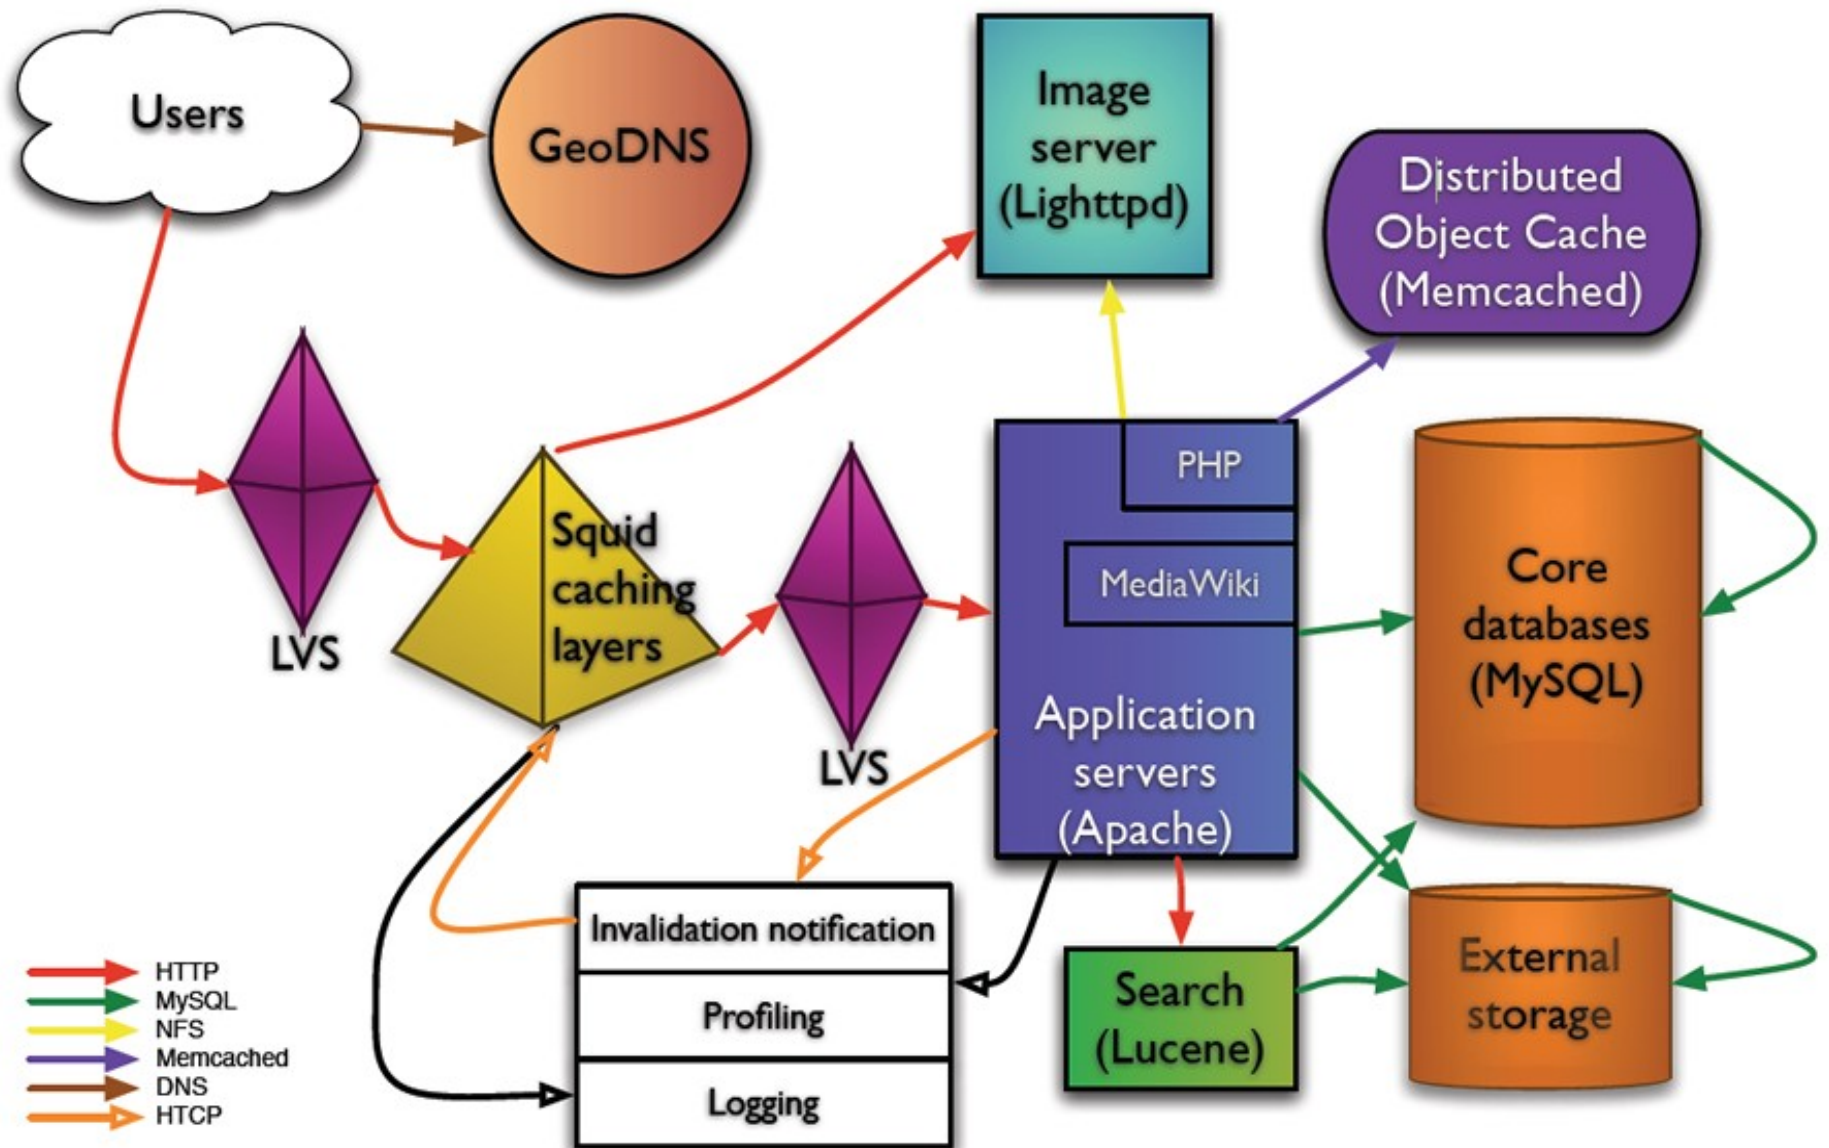 Users
GeoDNS
Image
server
(Lighttpd)
Distributed
Object Cache
(Memcached)
PHP
MediaWiki
Squid
caching
layers
LVS
LVS
Application
servers
(Apache)
Core
databases
(MySQL)
Invalidation notification
Profiling
Logging
Search
(Lucene)
External
storage
HTTP
MySQL
NFS
Memcached
DNS
HTCP